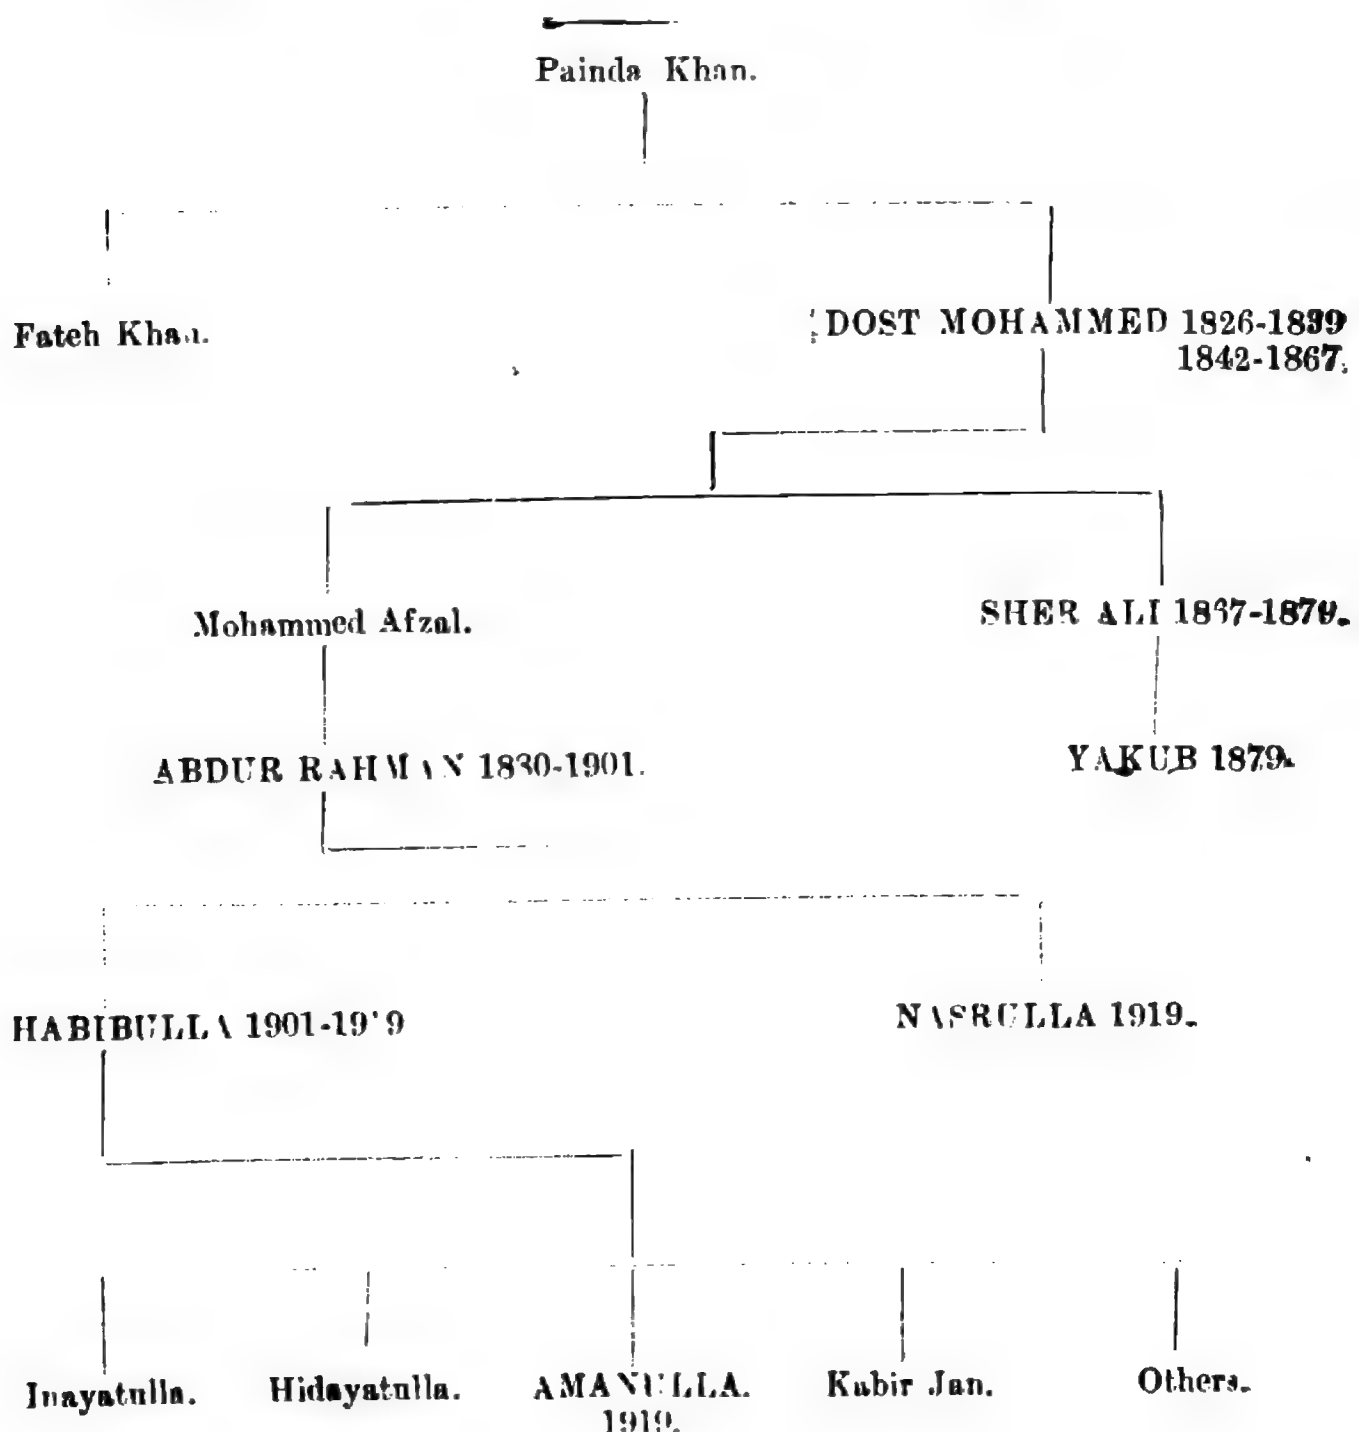 Painda Khan.
Fateh Khan.
DOST MOHAMMED 1826-1839
1842-1867.
Mohammed Afzal.
SHER ALI 1867-1879.
ABDUR RAHMAN 1880-1901.
YAKUB 1879.
HABIBULLA 1901-1919
NASRULLA 1919.
Inayatulla.
Hidayatulla.
AMANULLA.
1919.
Kabir Jan.
Others.